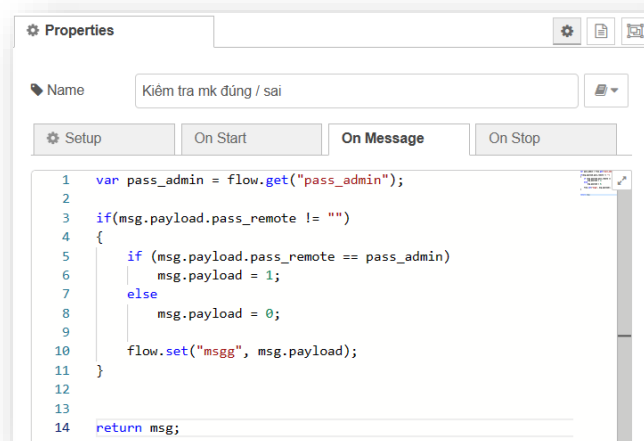 Properties
Name
Kiêm tra mk đúng / sai
Setup
On Start
On Message
On Stop
1 var pass_admin = flow.get("pass_admin");
2
3 if(msg.payload.pass_remote != "")
4 {
5 if (msg.payload.pass_remote == pass_admin)
6 msg.payload = 1;
7 else
8 msg.payload = 0;
9
10 flow.set("msgg", msg.payload);
11 }
12
13
14 return msg;